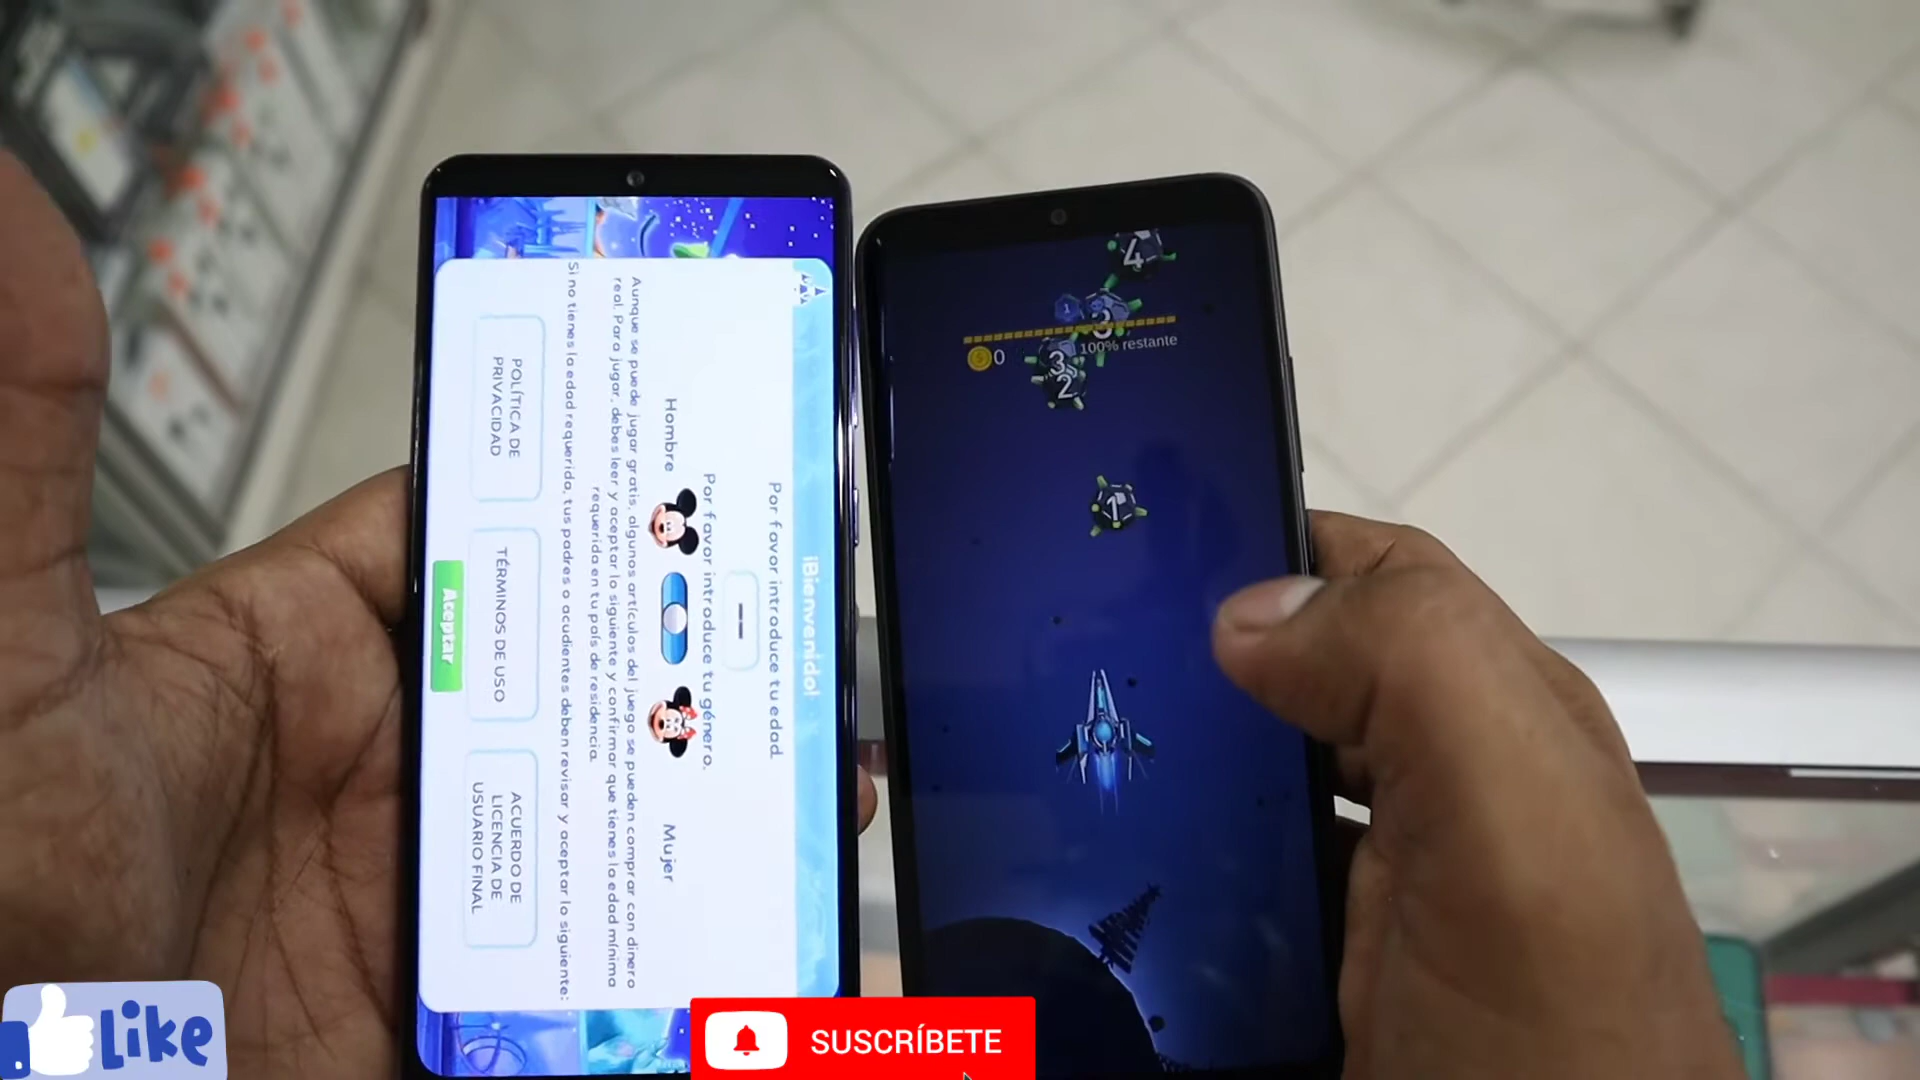 ¡Bienvenido!
Por favor introduce tu edad.
--
Por favor introduce tu género.
Hombre
Mujer
Aunque se puede jugar gratis, algunos artículos del juego se pueden comprar con dinero
real. Para jugar, debes leer y aceptar lo siguiente y confirmar que tienes la edad mínima
requerida en tu país de residencia.
Si no tienes la edad requerida, tus padres o acudientes deben revisar y aceptar lo siguiente:
POLÍTICA DE
PRIVACIDAD
TÉRMINOS DE USO
ACUERDO DE
LICENCIA DE
USUARIO FINAL
Aceptar
4
1
3
100% restante
0
3
2
1
Like
SUSCRÍBETE